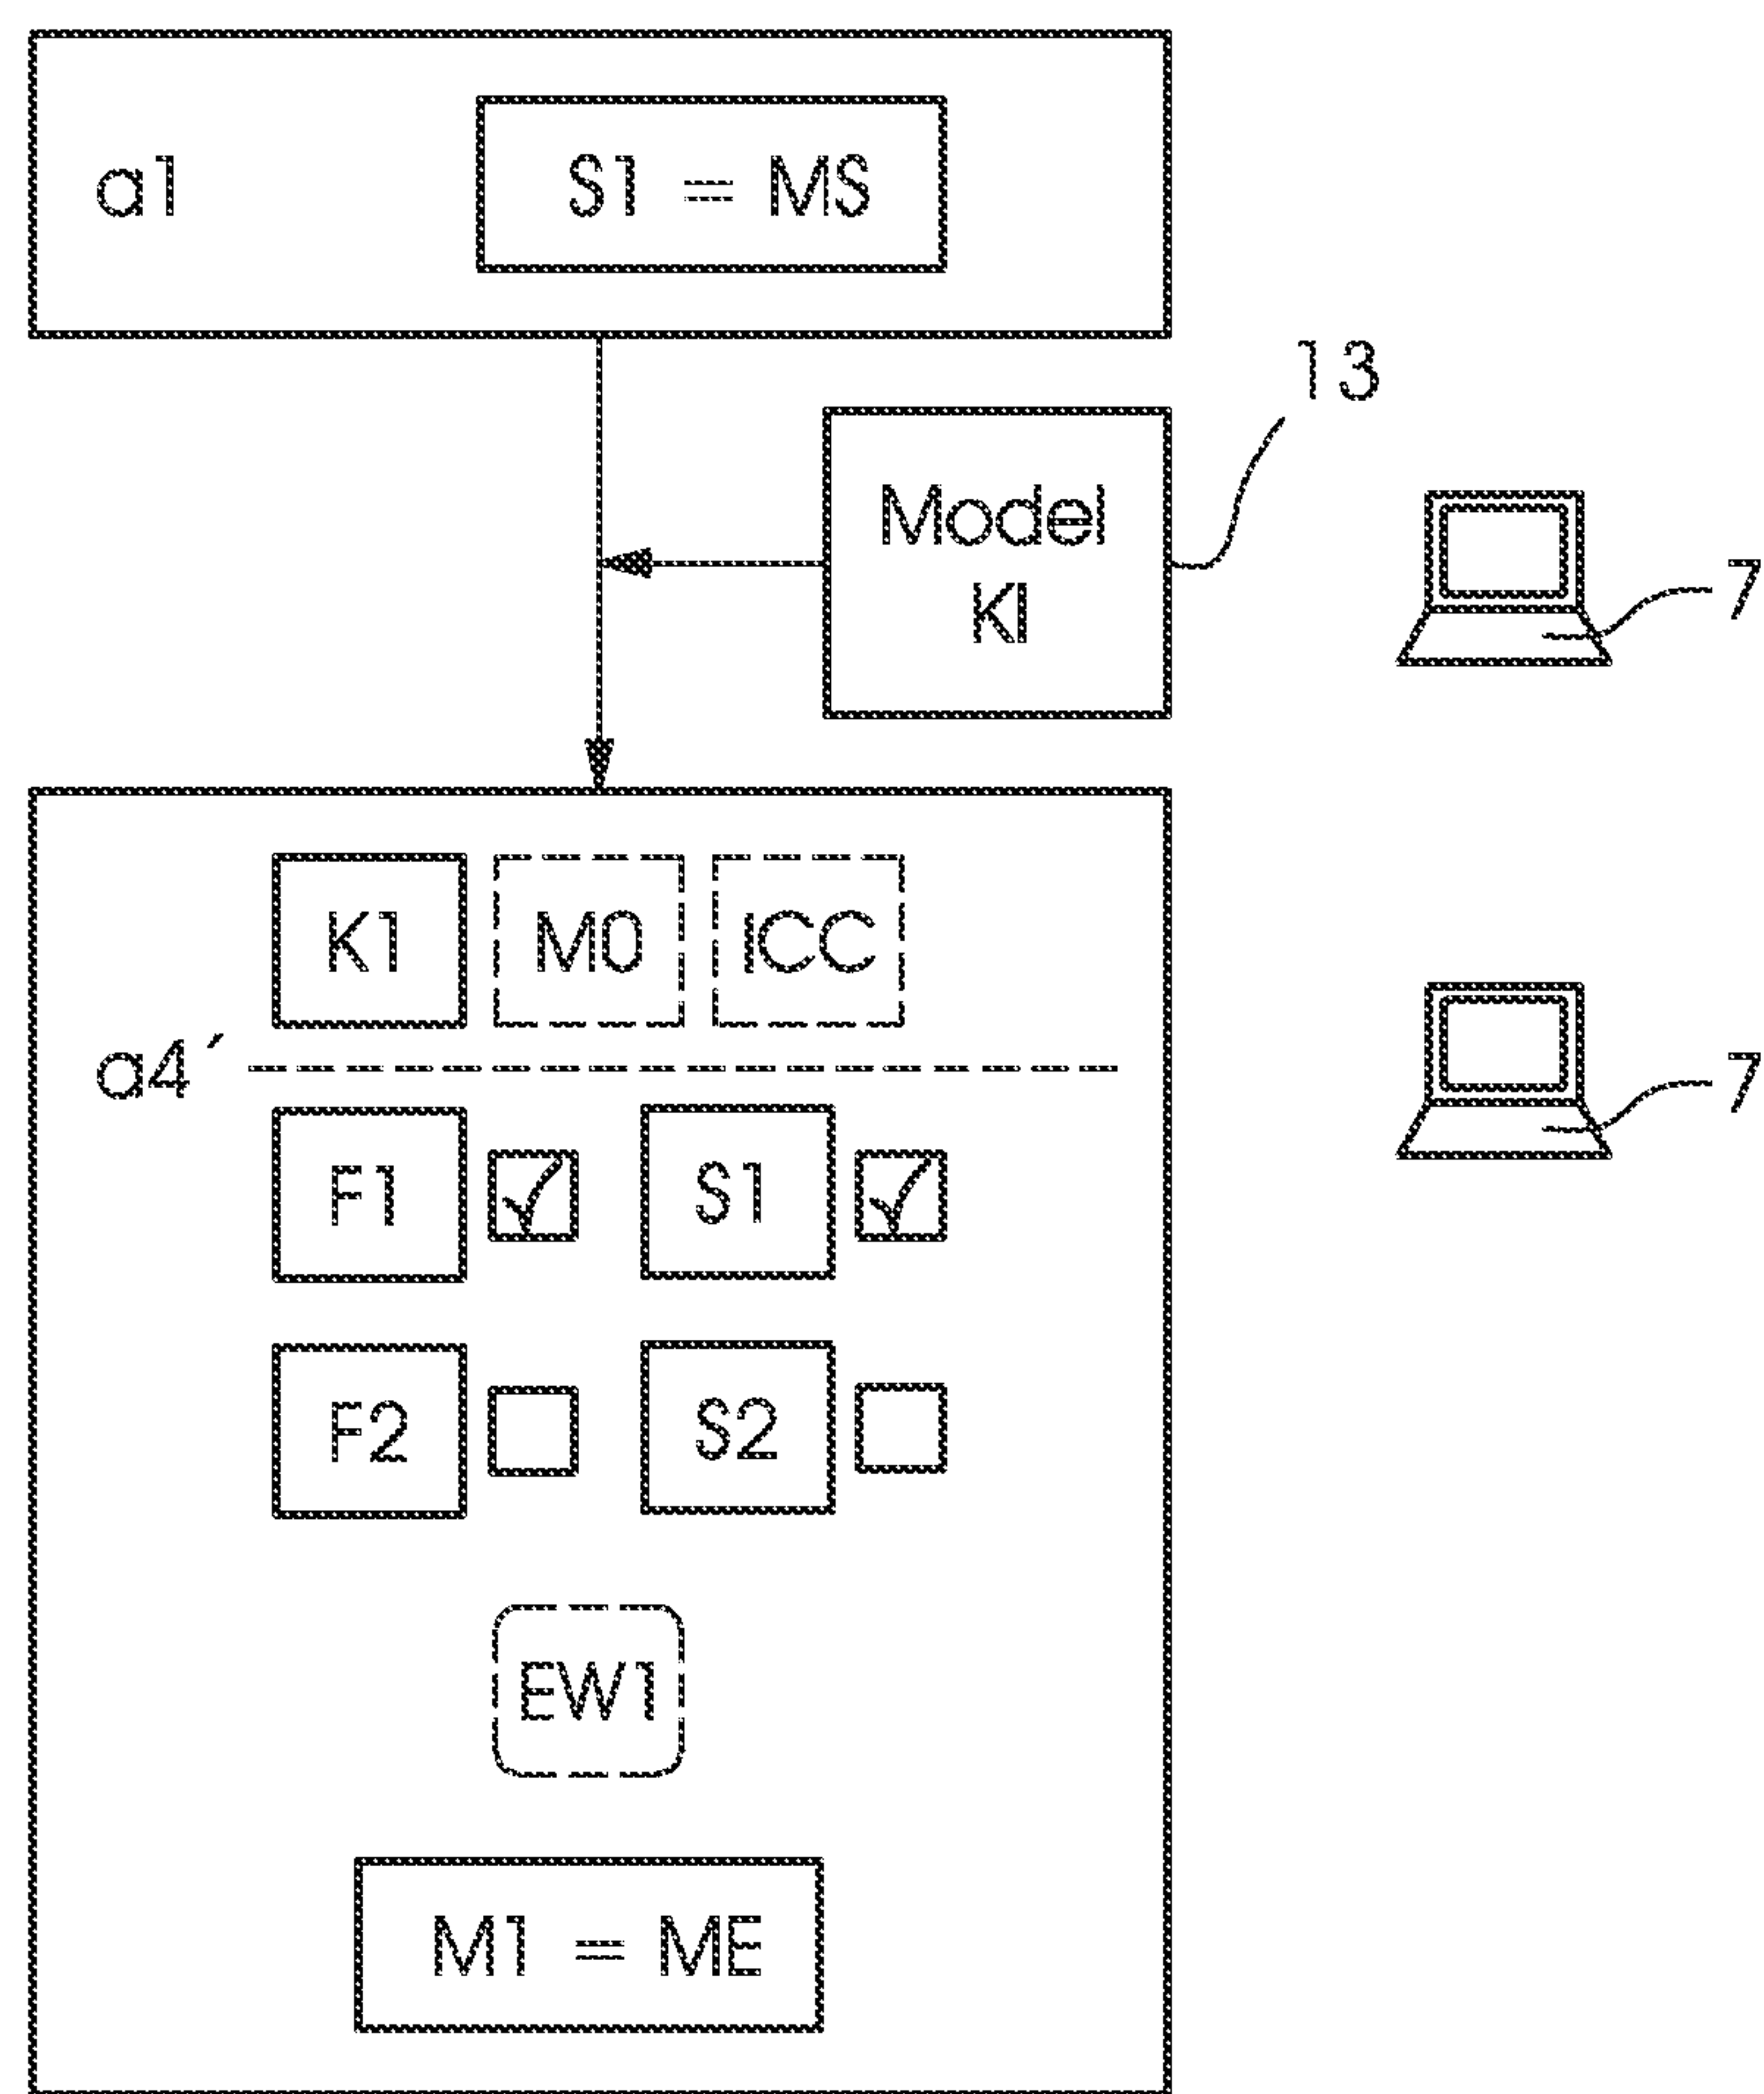 a1
S1 = MS
13
Model
KI
7
K1
M0
ICC
a4´
7
F1
S1
F2
S2
EW1
M1 = ME